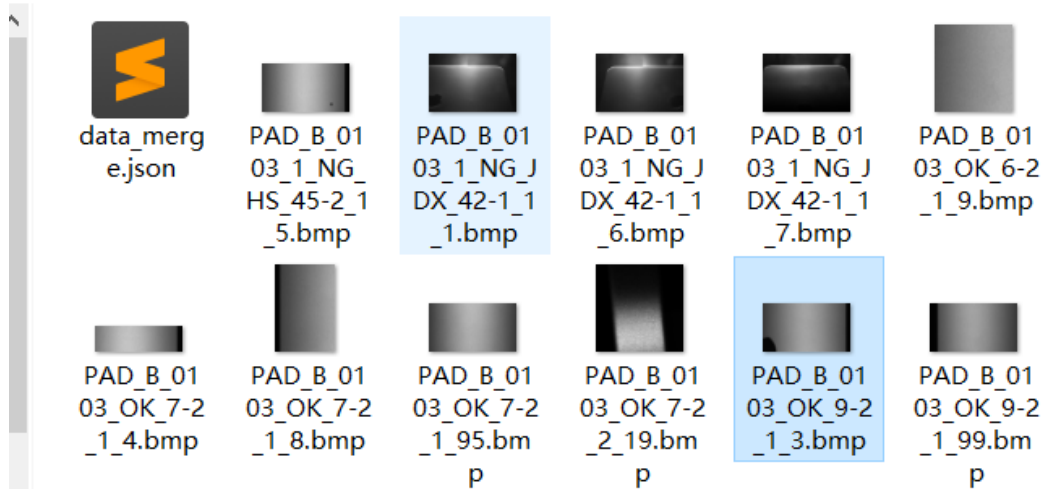 data_merg
e.json
PAD_B_01
03_1_NG_
HS_45-2_1
_5.bmp
PAD_B_01
03_1_NG_J
DX_42-1_1
_1.bmp
PAD_B_01
03_1_NG_J
DX_42-1_1
_6.bmp
PAD_B_01
03_1_NG_J
DX_42-1_1
_7.bmp
PAD_B_01
03_OK_6-2
_1_9.bmp
PAD_B_01
03_OK_7-2
_1_4.bmp
PAD_B_01
03_OK_7-2
_1_8.bmp
PAD_B_01
03_OK_7-2
_1_95.bm
p
PAD_B_01
03_OK_7-2
_2_19.bm
p
PAD_B_01
03_OK_9-2
_1_3.bmp
PAD_B_01
03_OK_9-2
_1_99.bm
p